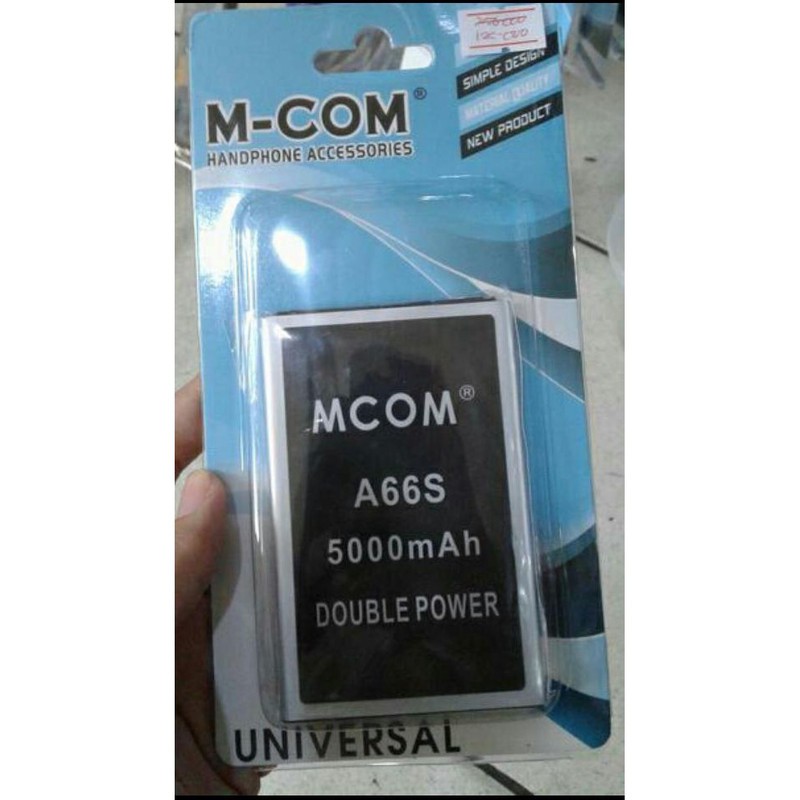 SIMPLE DESIGN
MATERIAL QUALITY
NEW PRODUCT
M-COM®
HANDPHONE ACCESSORIES
MCOM®
A66S
5000mAh
DOUBLE POWER
UNIVERSAL